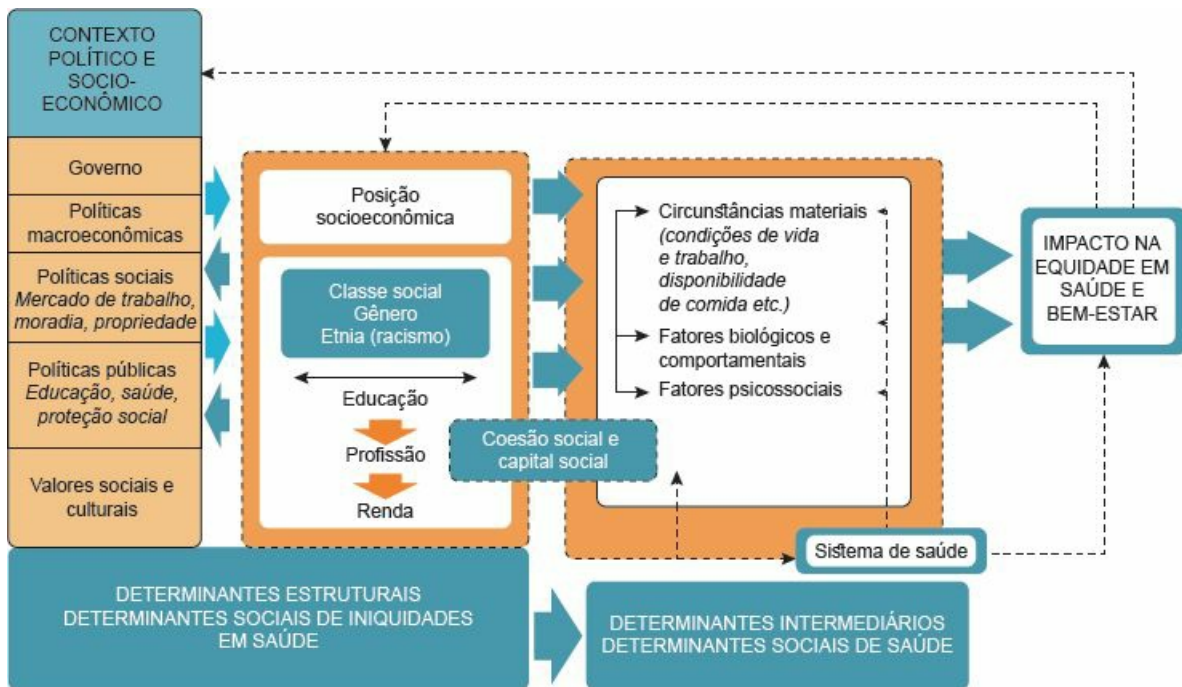 CONTEXTO
POLÍTICO E
SOCIO-
ECONÔMICO
Governo
Políticas
macroeconômicas
Políticas sociais
Mercado de trabalho,
moradia, propriedade
Políticas públicas
Educação, saúde,
proteção social
Valores sociais e
culturais
Posição
socioeconômica
Classe social
Gênero
Etnia (racismo)
Educação
Profissão
Renda
Coesão social e
capital social
Circunstâncias materiais
(condições de vida
e trabalho,
disponibilidade
de comida etc.)
Fatores biológicos e
comportamentais
Fatores psicossociais
Sistema de saúde
IMPACTO NA
EQUIDADE EM
SAÚDE E
BEM-ESTAR
DETERMINANTES ESTRUTURAIS
DETERMINANTES SOCIAIS DE INIQUIDADES
EM SAÚDE
DETERMINANTES INTERMEDIÁRIOS
DETERMINANTES SOCIAIS DE SAÚDE